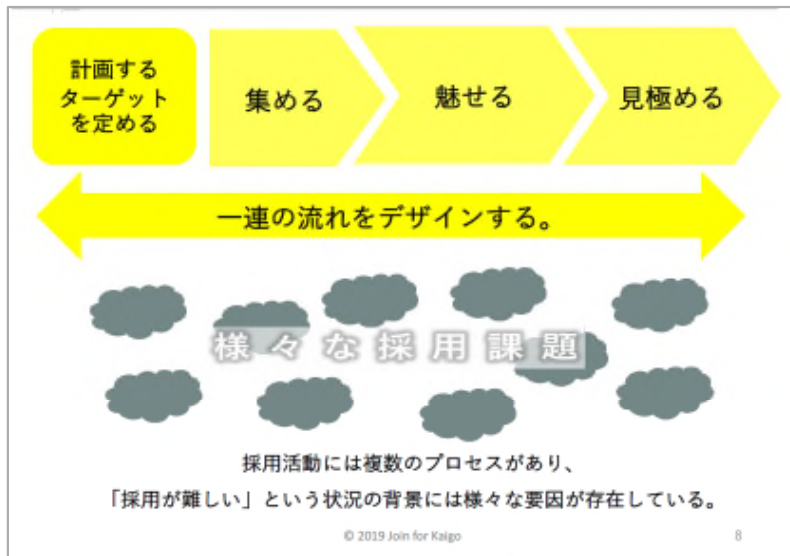 計画する
ターゲット
を定める
集める
魅せる
見極める
一連の流れをデザインする。
様々な採用課題
採用活動には複数のプロセスがあり、
「採用が難しい」という状況の背景には様々な要因が存在している。
© 2019 Join for Kaigo
8